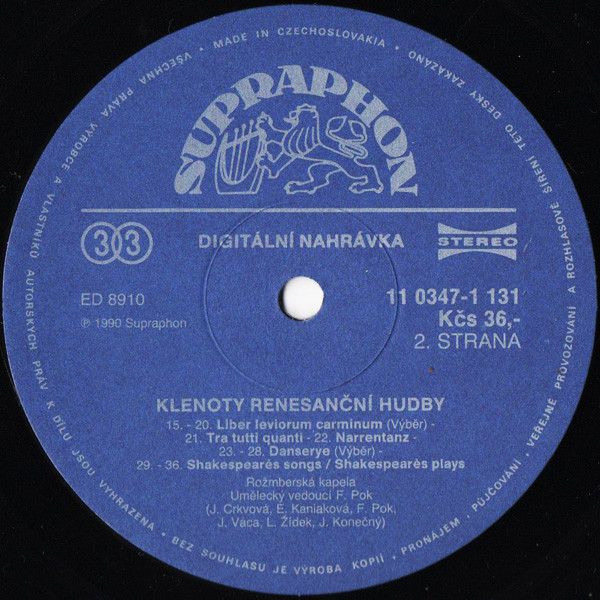 • MADE IN CZECHOSLOVAKIA • VŠECHNA PRÁVA VÝROBCE A VLASTNÍKŮ AUTORSKÝCH PRÁV K DÍLU JSOU VYHRAZENA • BEZ SOUHLASU JE VÝROBA KOPIÍ, PRONÁJEM, PŮJČOVÁNÍ, VEŘEJNÉ PROVOZOVÁNÍ A ROZHLASOVÉ ŠÍŘENÍ TÉTO DESKY ZAKÁZÁNO
SUPRAPHON
33
DIGITÁLNÍ NAHRÁVKA
STEREO
ED 8910
11 0347-1 131
℗ 1990 Supraphon
Kčs 36,-
2. STRANA
KLENOTY RENESANČNÍ HUDBY
15. - 20. Liber leviorum carminum (Výběr) -
21. Tra tutti quanti - 22. Narrentanz -
23. - 28. Danserye (Výběr) -
29. - 36. Shakespearés songs / Shakespearés plays
Rožmberská kapela
Umělecký vedoucí F. Pok
(J. Crkvová, E. Kaniaková, F. Pok,
J. Váca, L. Žídek, J. Konečný)